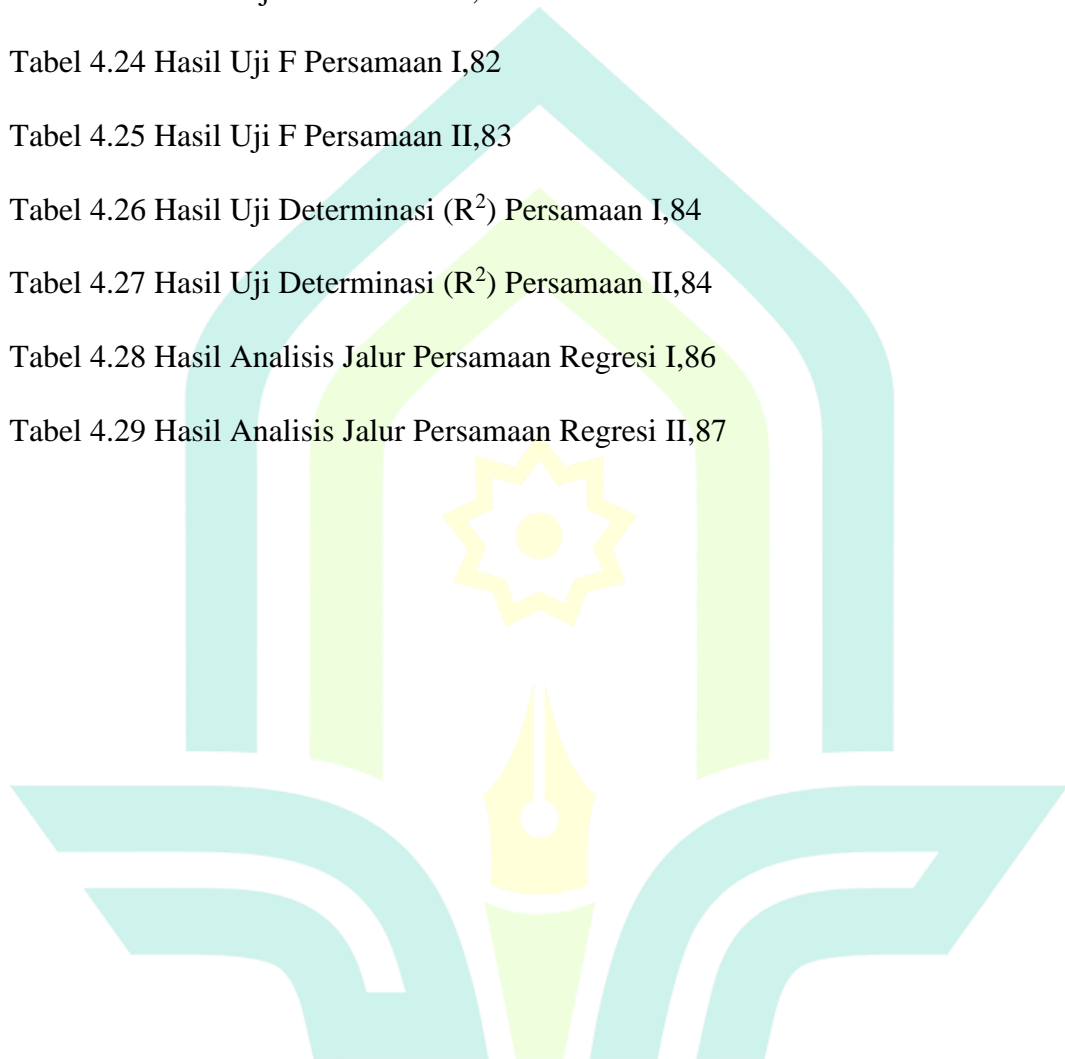 Tabel 4.24 Hasil Uji F Persamaan I,82
Tabel 4.25 Hasil Uji F Persamaan II,83
Tabel 4.26 Hasil Uji Determinasi (R²) Persamaan I,84
Tabel 4.27 Hasil Uji Determinasi (R²) Persamaan II,84
Tabel 4.28 Hasil Analisis Jalur Persamaan Regresi I,86
Tabel 4.29 Hasil Analisis Jalur Persamaan Regresi II,87